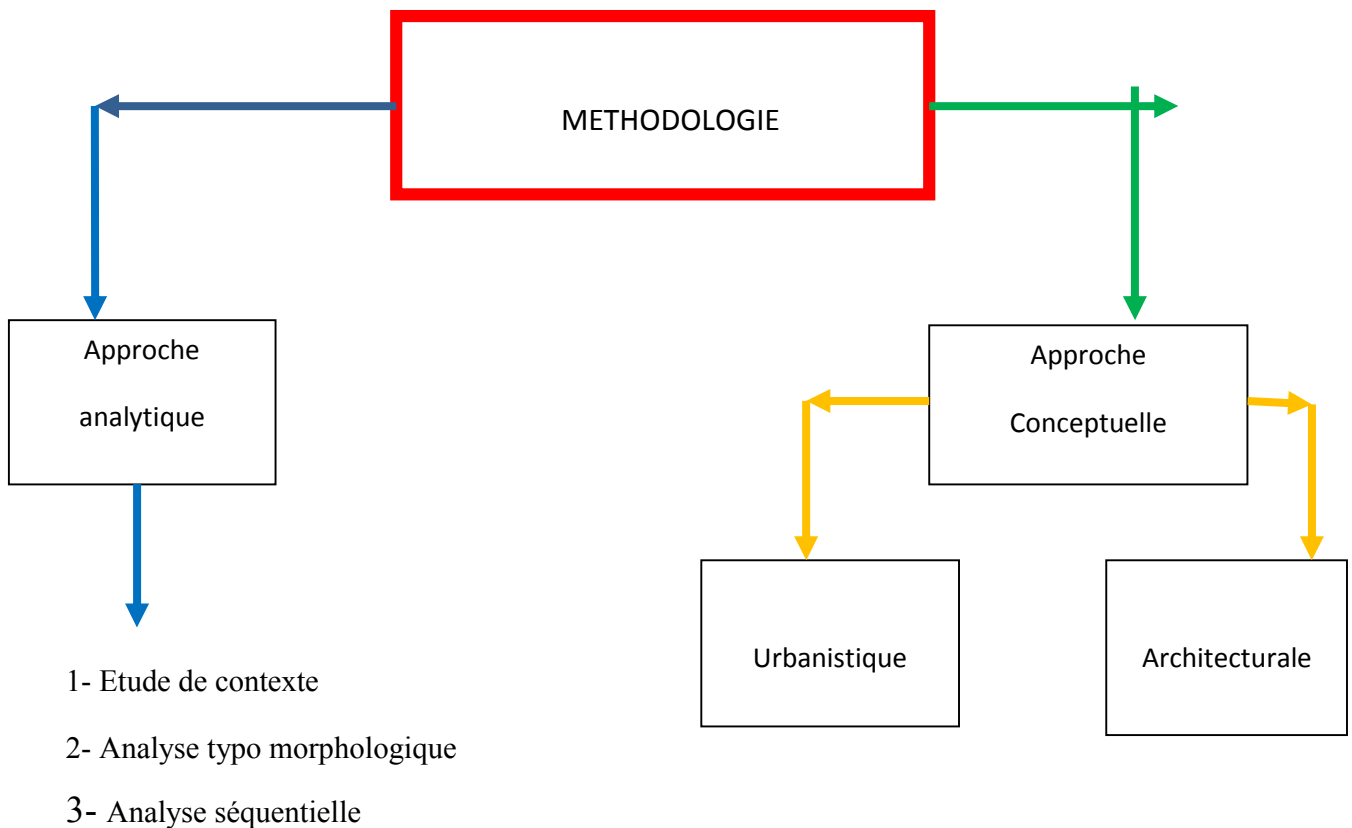 METHODOLOGIE
Approche
analytique
Approche
Conceptuelle
Urbanistique
Architecturale
1- Etude de contexte
2- Analyse typo morphologique
3- Analyse séquentielle